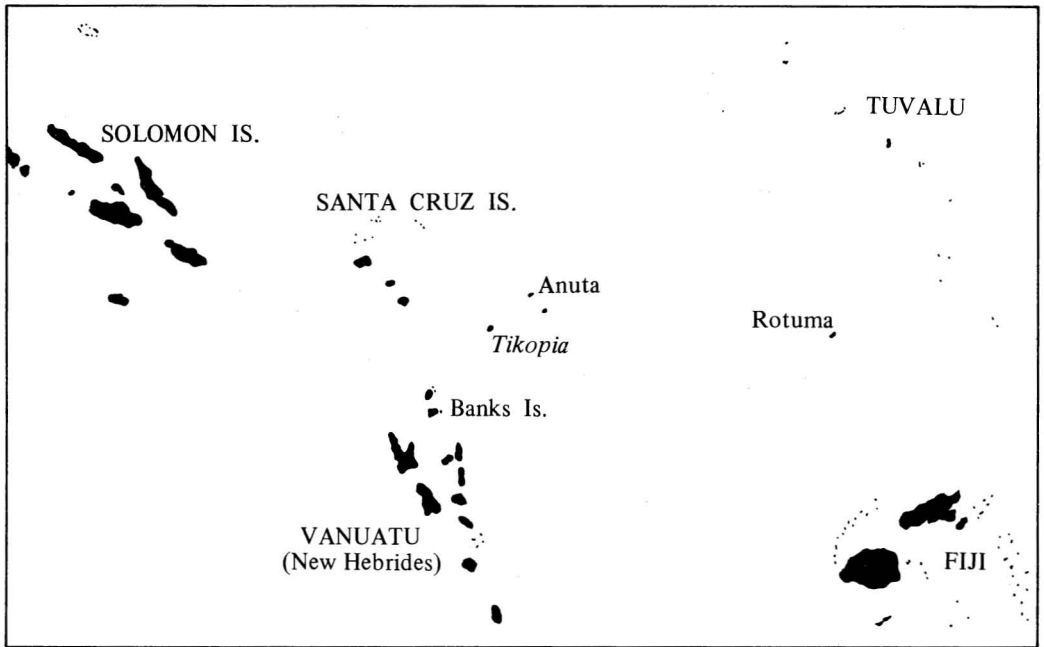 TUVALU
SOLOMON IS.
SANTA CRUZ IS.
Anuta
Rotuma
Tikopia
Banks Is.
VANUATU
(New Hebrides)
FIJI